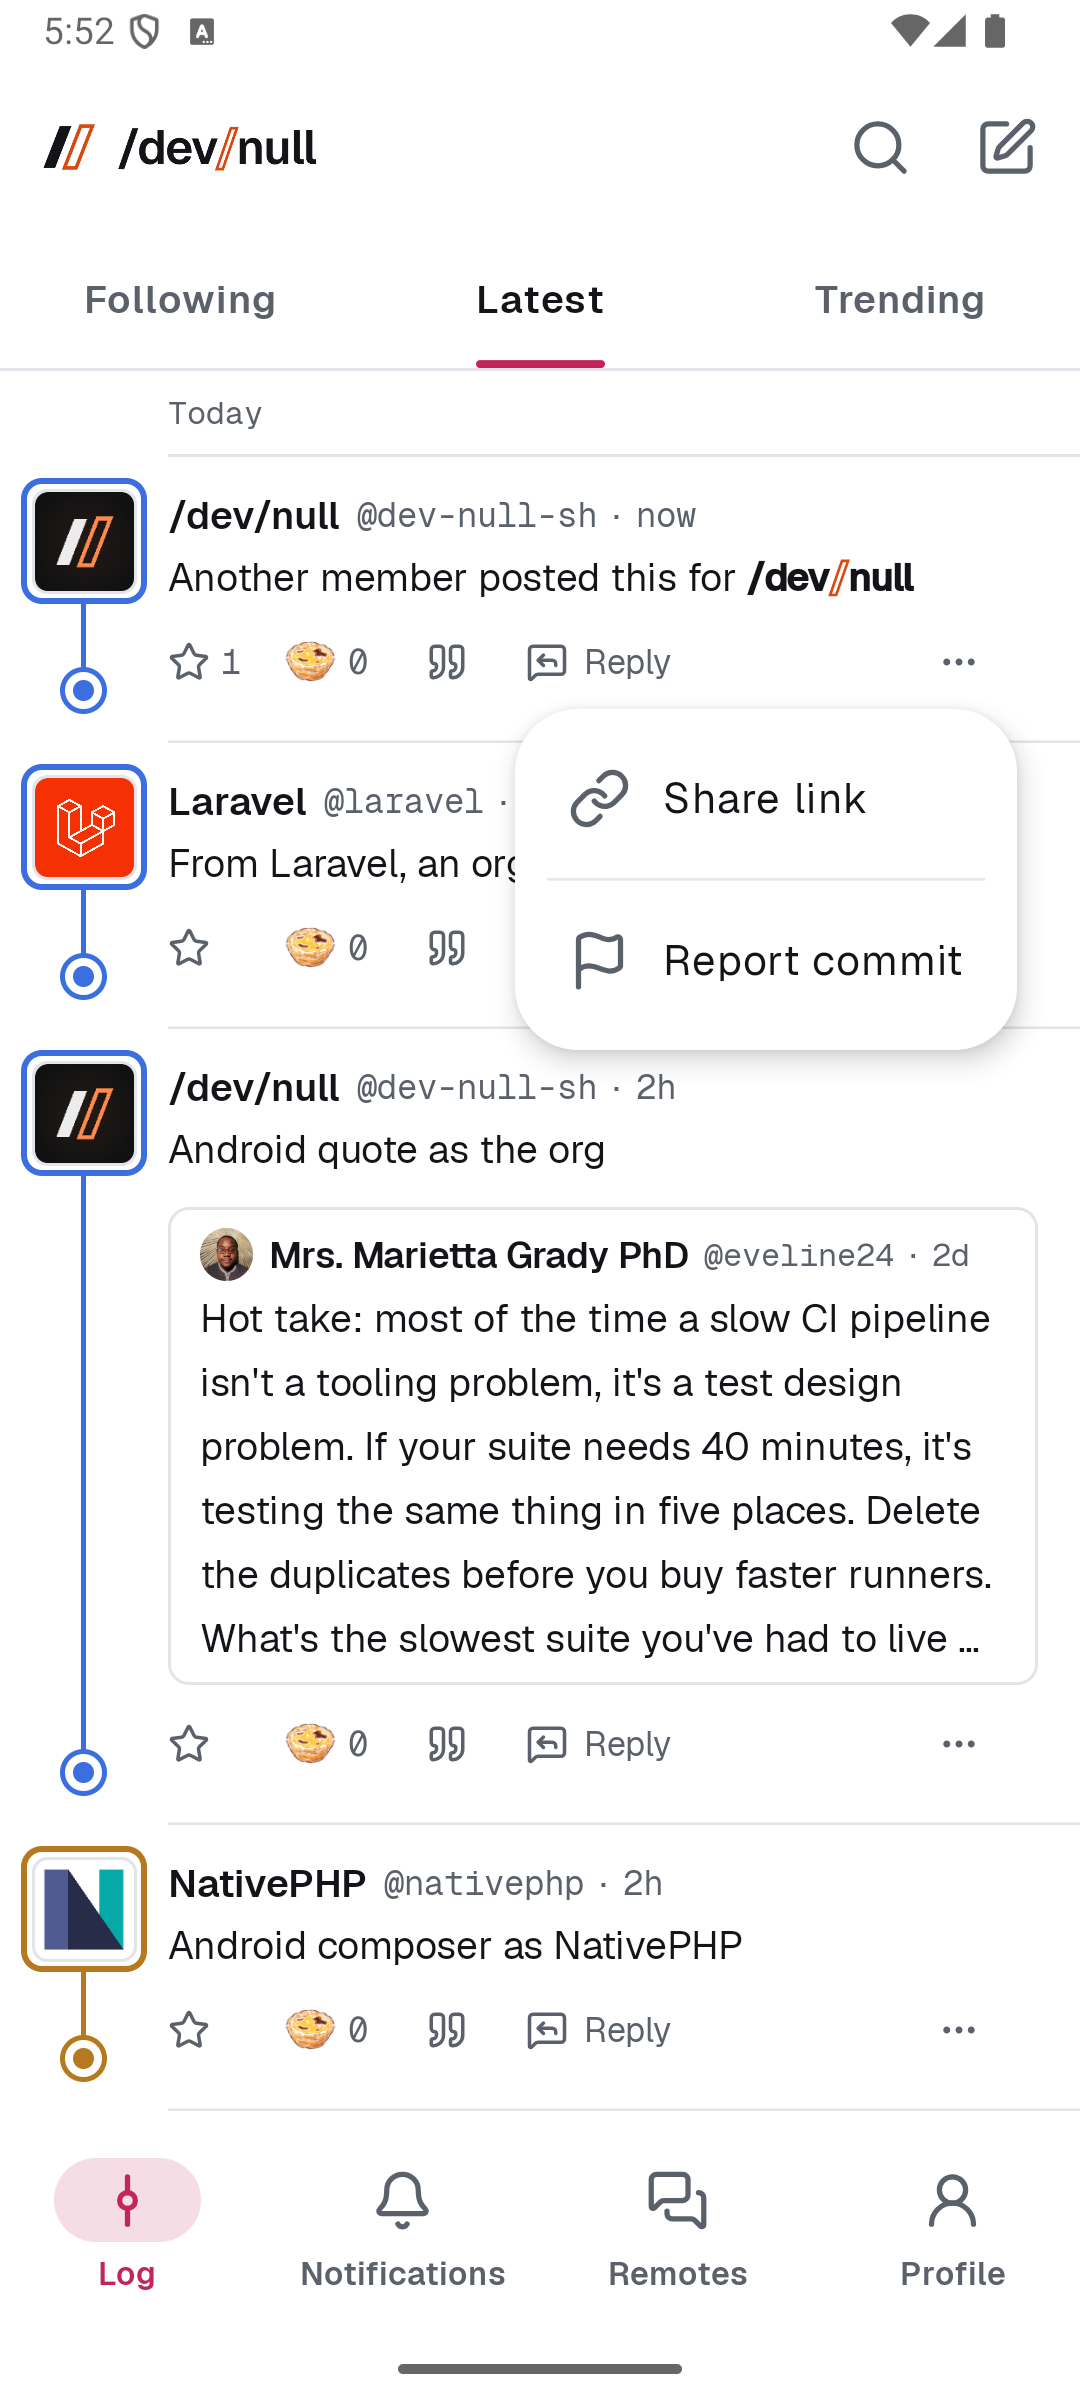 5:52
/dev/null
Following
Latest
Trending
Today
/dev/null @dev-null-sh · now
Another member posted this for /dev/null
1
0
Reply
Share link
Report commit
Laravel @laravel ·
From Laravel, an org
0
/dev/null @dev-null-sh · 2h
Android quote as the org
Mrs. Marietta Grady PhD @eveline24 · 2d
Hot take: most of the time a slow CI pipeline
isn't a tooling problem, it's a test design
problem. If your suite needs 40 minutes, it's
testing the same thing in five places. Delete
the duplicates before you buy faster runners.
What's the slowest suite you've had to live ...
0
Reply
NativePHP @nativephp · 2h
Android composer as NativePHP
0
Reply
Log
Notifications
Remotes
Profile